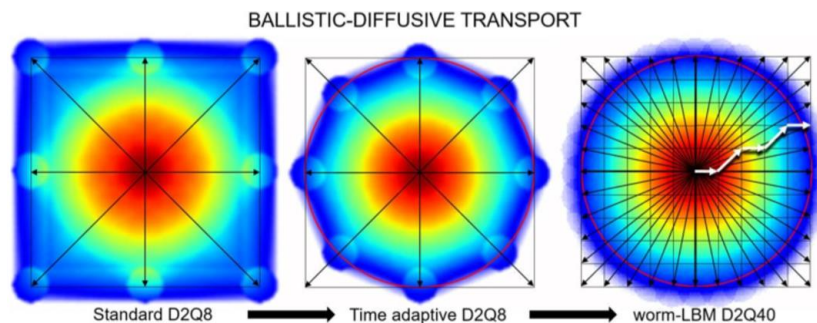 BALLISTIC-DIFFUSIVE TRANSPORT
Standard D2Q8
Time adaptive D2Q8
worm-LBM D2Q40